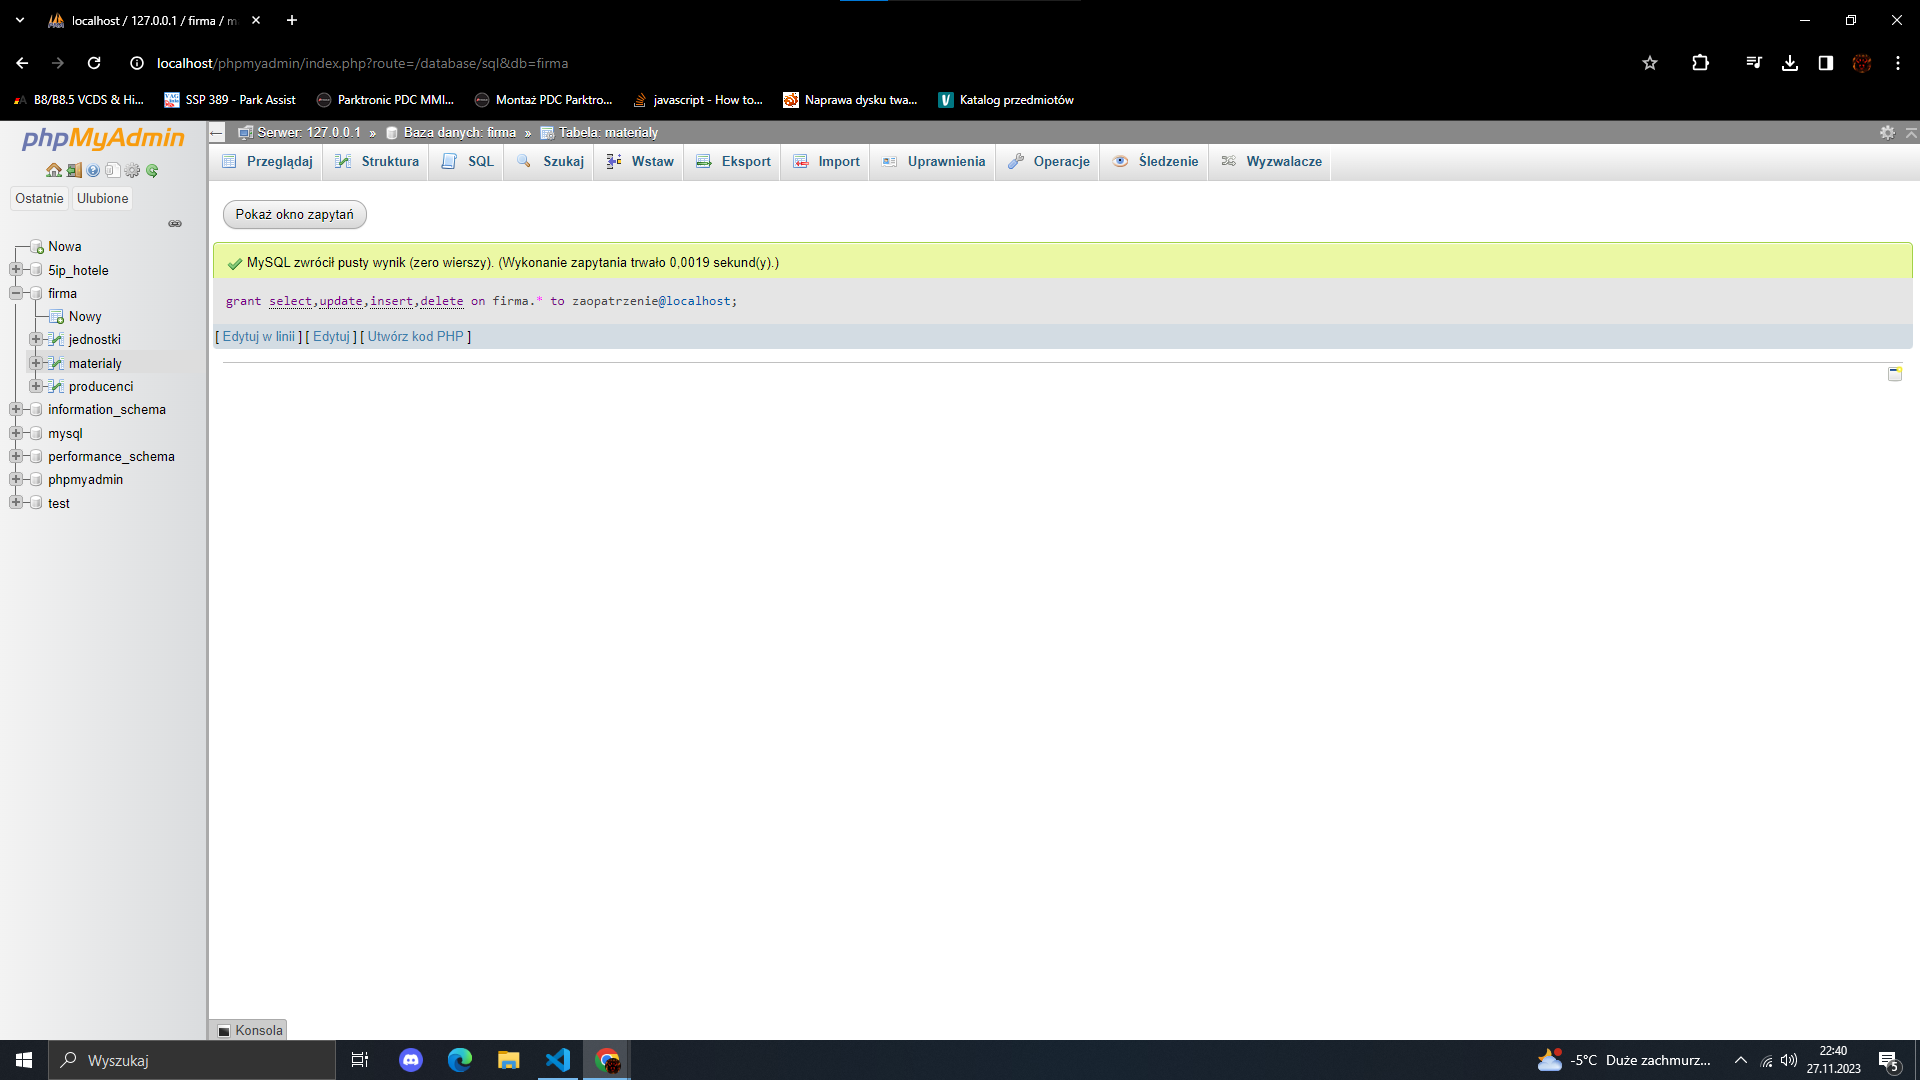 localhost / 127.0.0.1 / firma / m
localhost/phpmyadmin/index.php?route=/database/sql&db=firma
B8/B8.5 VCDS & Hi... SSP 389 - Park Assist Parktronic PDC MMI... Montaż PDC Parktro... javascript - How to... Naprawa dysku twa... Katalog przedmiotów
phpMyAdmin
Serwer: 127.0.0.1 » Baza danych: firma » Tabela: materialy
Przeglądaj Struktura SQL Szukaj Wstaw Eksport Import Uprawnienia Operacje Śledzenie Wyzwalacze
Ostatnie Ulubione
Nowa
5ip_hotele
firma
Nowy
jednostki
materialy
producenci
information_schema
mysql
performance_schema
phpmyadmin
test
Pokaż okno zapytań
MySQL zwrócił pusty wynik (zero wierszy). (Wykonanie zapytania trwało 0,0019 sekund(y).)
grant select,update,insert,delete on firma.* to zaopatrzenie@localhost;
[ Edytuj w linii ] [ Edytuj ] [ Utwórz kod PHP ]
Konsola
Wyszukaj
-5°C Duże zachmurz...
22:40
27.11.2023
5